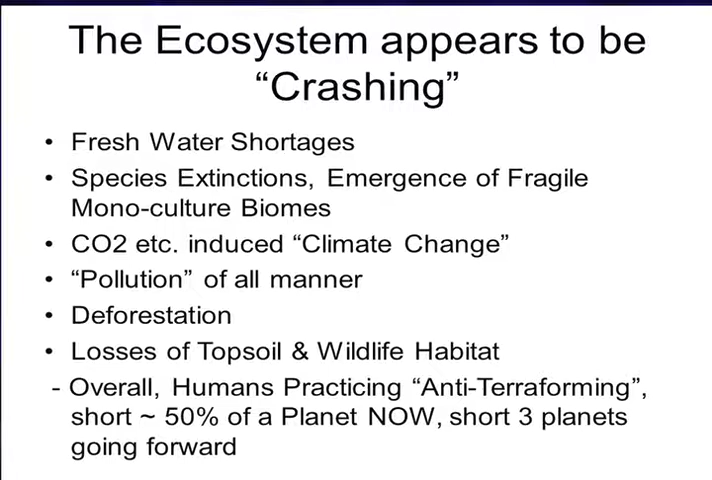 The Ecosystem appears to be
“Crashing”
• Fresh Water Shortages
• Species Extinctions, Emergence of Fragile
Mono-culture Biomes
• CO2 etc. induced “Climate Change”
• “Pollution” of all manner
• Deforestation
• Losses of Topsoil & Wildlife Habitat
- Overall, Humans Practicing “Anti-Terraforming”,
short ~ 50% of a Planet NOW, short 3 planets
going forward